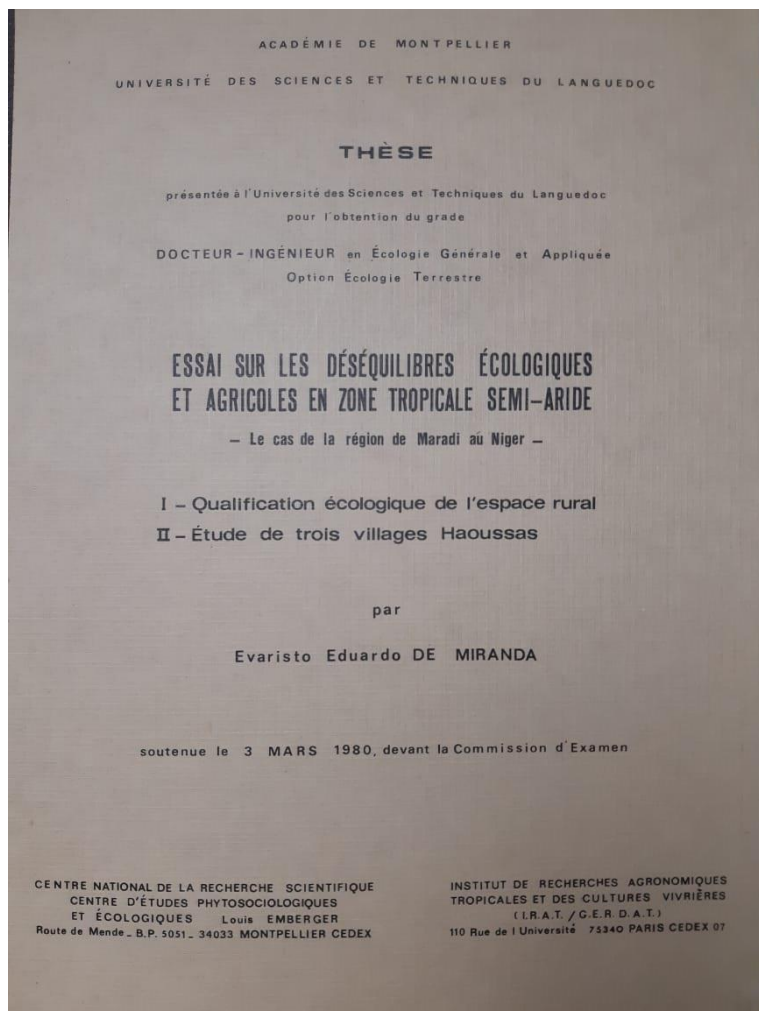 ACADÉMIE DE MONTPELLIER
UNIVERSITÉ DES SCIENCES ET TECHNIQUES DU LANGUEDOC
THÈSE
présentée à l'Université des Sciences et Techniques du Languedoc
pour l'obtention du grade
DOCTEUR – INGÉNIEUR en Écologie Générale et Appliquée
Option Écologie Terrestre
ESSAI SUR LES DÉSÉQUILIBRES ÉCOLOGIQUES
ET AGRICOLES EN ZONE TROPICALE SEMI–ARIDE
– Le cas de la région de Maradi au Niger –
I – Qualification écologique de l'espace rural
II – Étude de trois villages Haoussas
par
Evaristo Eduardo DE MIRANDA
soutenue le 3 MARS 1980, devant la Commission d'Examen
CENTRE NATIONAL DE LA RECHERCHE SCIENTIFIQUE
CENTRE D'ÉTUDES PHYTOSOCIOLOGIQUES
ET ÉCOLOGIQUES Louis EMBERGER
Route de Mende _ B.P. 5051 _ 34033 MONTPELLIER CEDEX
INSTITUT DE RECHERCHES AGRONOMIQUES
TROPICALES ET DES CULTURES VIVRIÈRES
( I.R.A.T. / G.E.R.D.A.T. )
110 Rue de l Université 75340 PARIS CEDEX 07